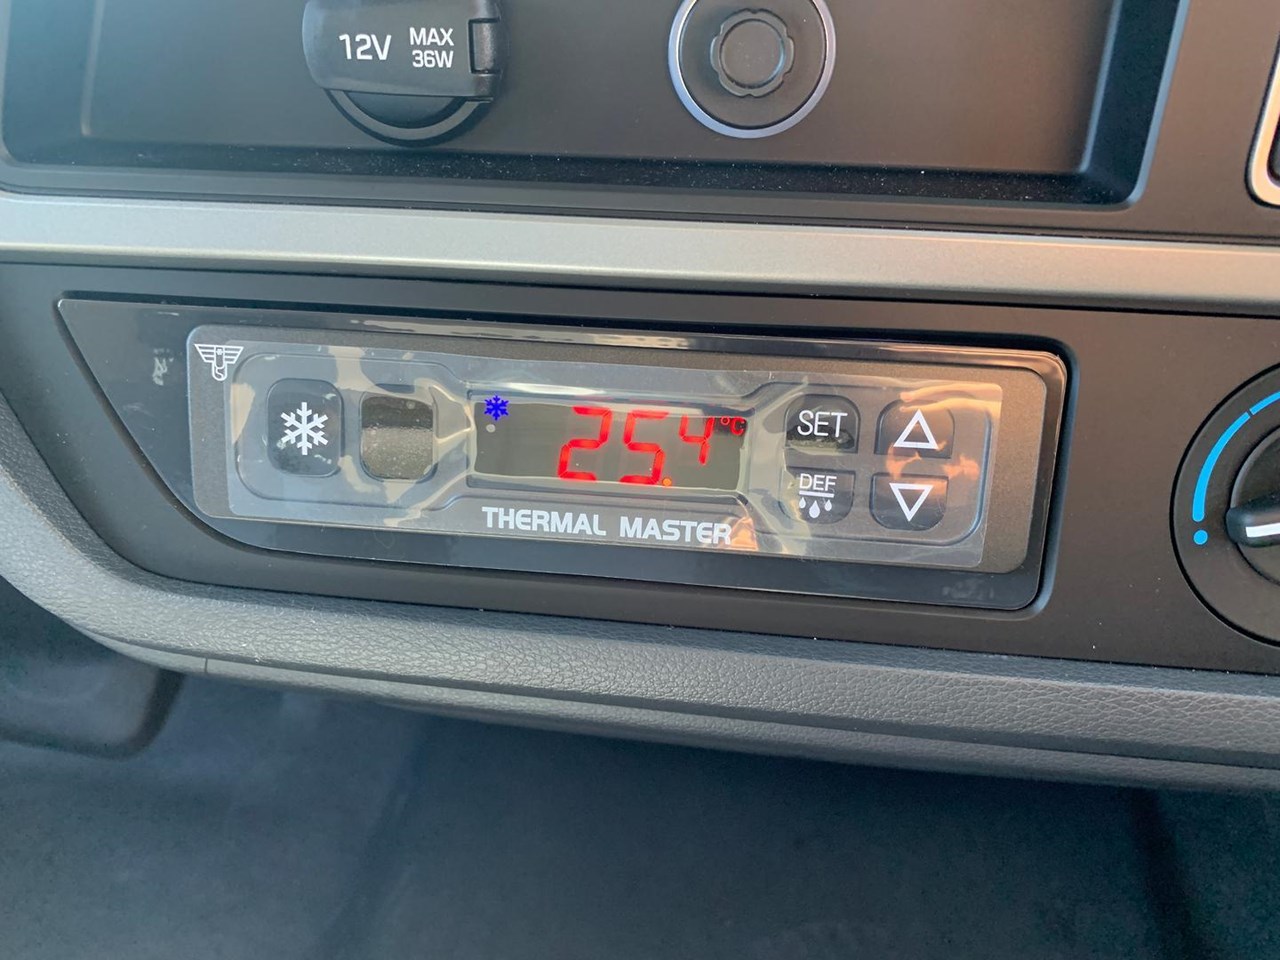 12V MAX 36W
25.4 °C
SET
DEF
THERMAL MASTER